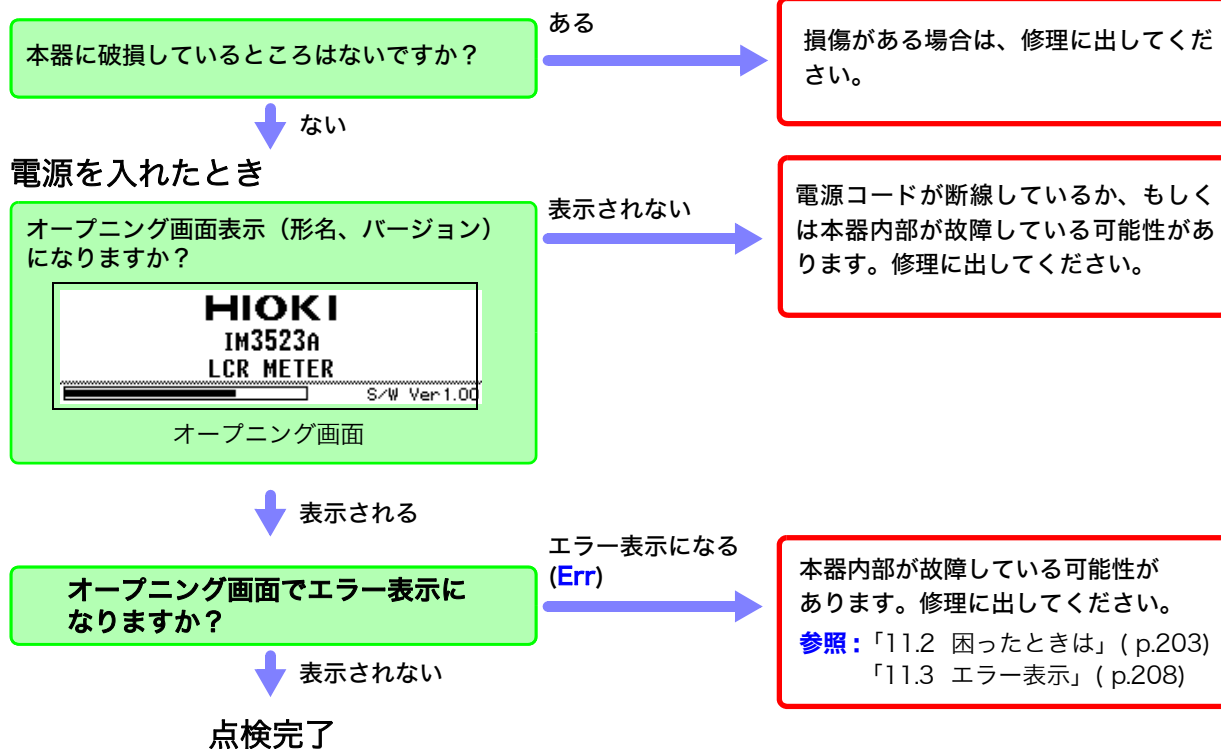 本器に破損しているところはないですか?
ある
損傷がある場合は、修理に出してくだ
さい。
ない
電源を入れたとき
オープニング画面表示(形名、バージョン)
になりますか?
HIOKI
IM3523A
LCR METER
S/W Ver1.00
オープニング画面
表示されない
電源コードが断線しているか、もしく
は本器内部が故障している可能性があ
ります。修理に出してください。
表示される
オープニング画面でエラー表示に
なりますか?
エラー表示になる
(Err)
本器内部が故障している可能性が
あります。修理に出してください。
参照:「11.2 困ったときは」( p.203)
「11.3 エラー表示」( p.208)
表示されない
点検完了